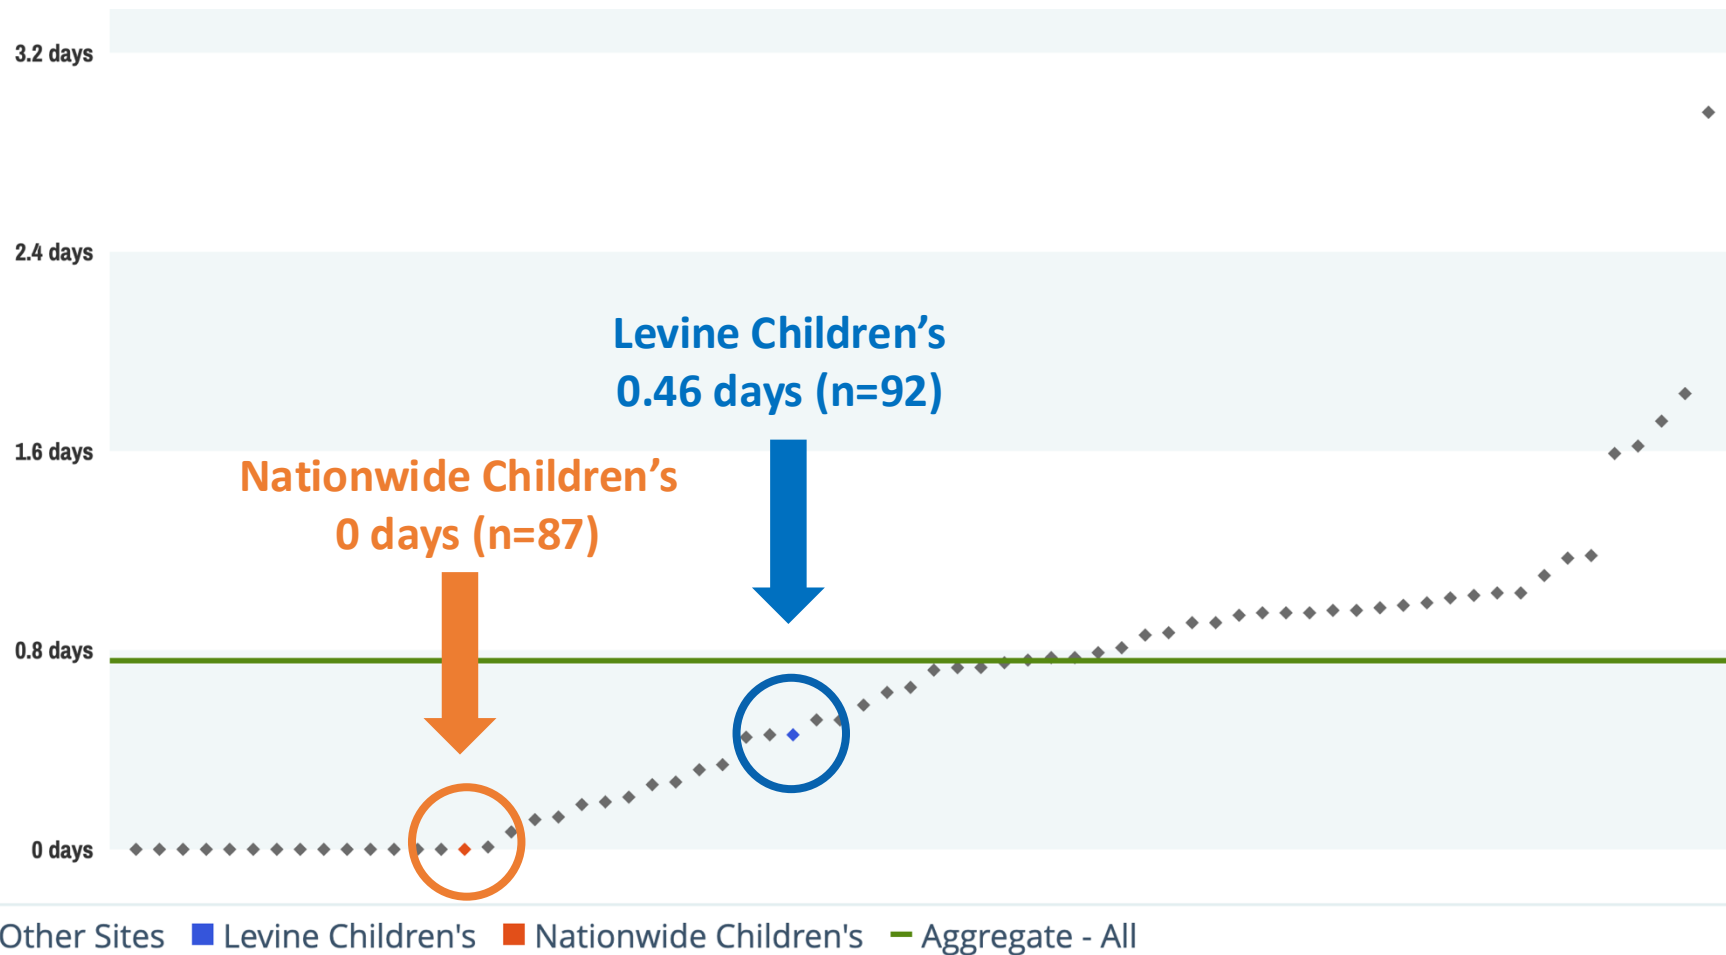 3.2 days
2.4 days
Levine Children’s
0.46 days (n=92)
1.6 days
Nationwide Children’s
0 days (n=87)
0.8 days
0 days
Other Sites Levine Children's Nationwide Children's Aggregate - All